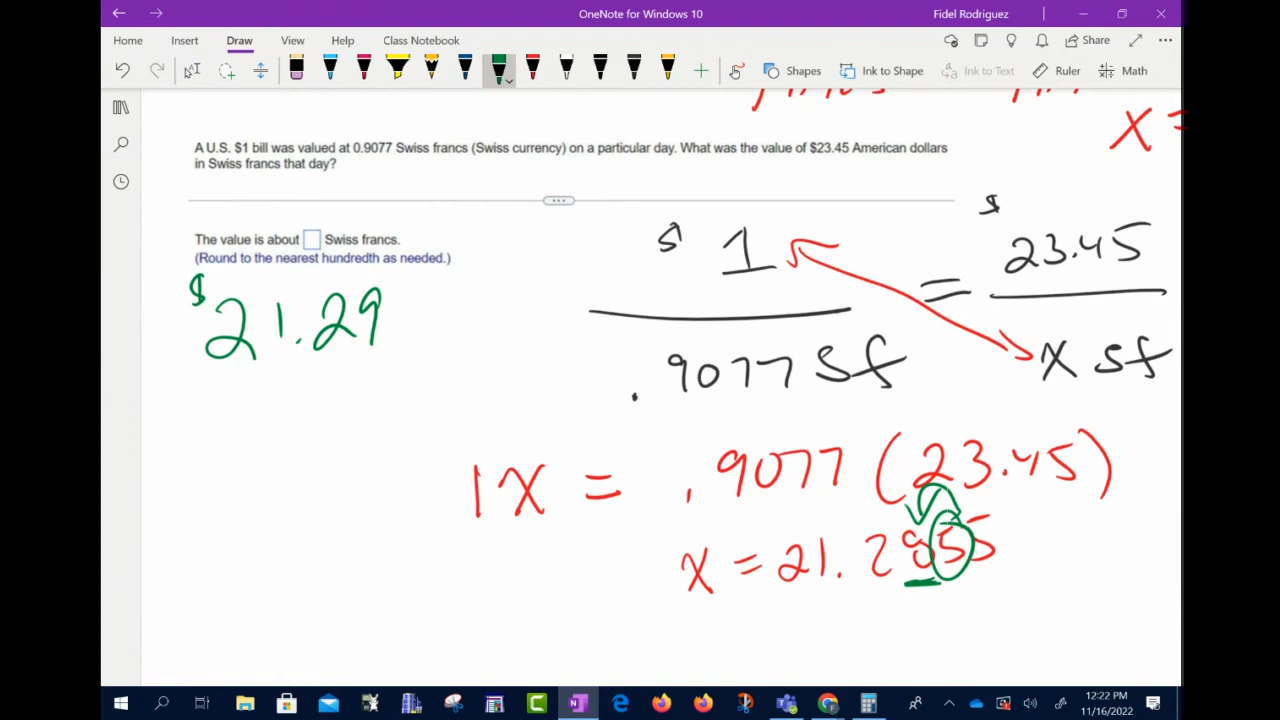 OneNote for Windows 10
Fidel Rodriguez
Home Insert Draw View Help Class Notebook
Share
Shapes Ink to Shape Ink to Text Ruler Math
x =
A U.S. $1 bill was valued at 0.9077 Swiss francs (Swiss currency) on a particular day. What was the value of $23.45 American dollars
in Swiss francs that day?
The value is about Swiss francs.
(Round to the nearest hundredth as needed.)
$ 21.29
$ 1 = $ 23.45
.9077 sf x sf
1x = .9077 (23.45)
x = 21.2855
12:22 PM
11/16/2022